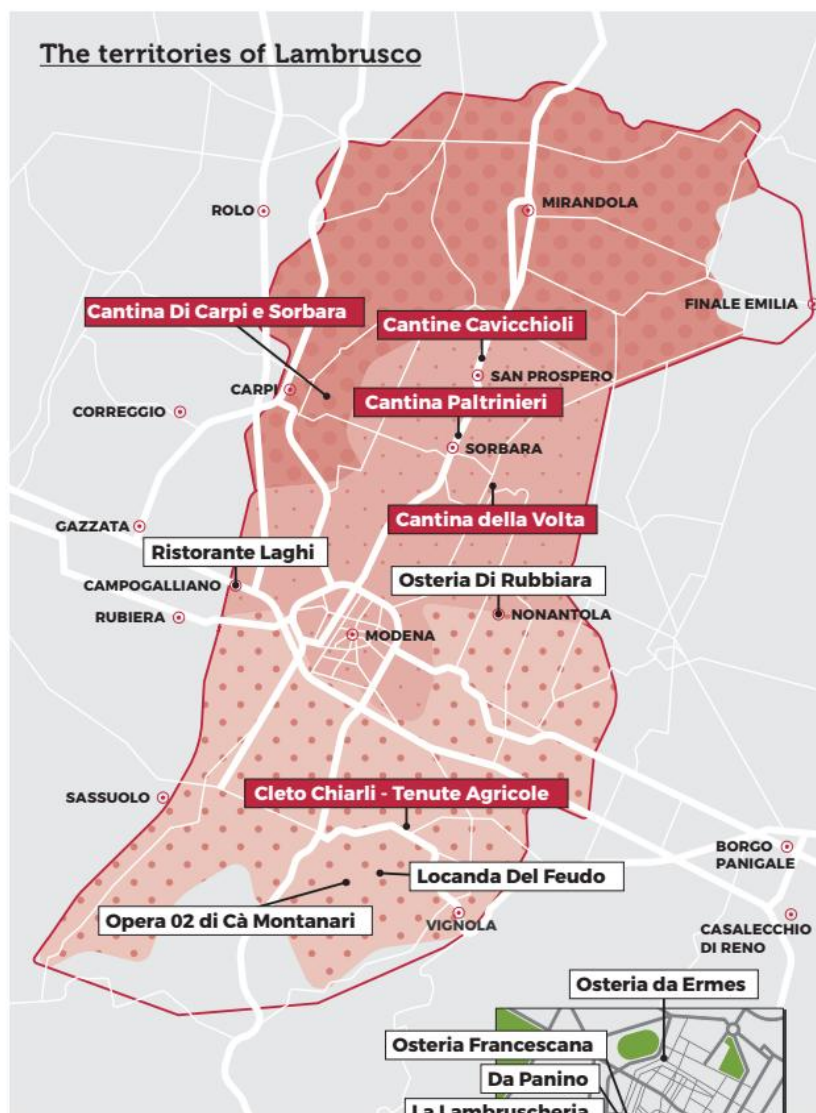 The territories of Lambrusco
ROLO
MIRANDOLA
Cantina Di Carpi e Sorbara
FINALE EMILIA
Cantine Cavicchioli
SAN PROSPERO
CARPI
Cantina Paltrinieri
CORREGGIO
SORBARA
Cantina della Volta
GAZZATA
Ristorante Laghi
CAMPOGALLIANO
Osteria Di Rubbiara
RUBIERA
NONANTOLA
MODENA
Cleto Chiarli - Tenute Agricole
SASSUOLO
BORGO
PANIGALE
Locanda Del Feudo
Opera 02 di Cà Montanari
VIGNOLA
CASALECCHIO
DI RENO
Osteria da Ermes
Osteria Francescana
Da Panino
La Lambruscheria